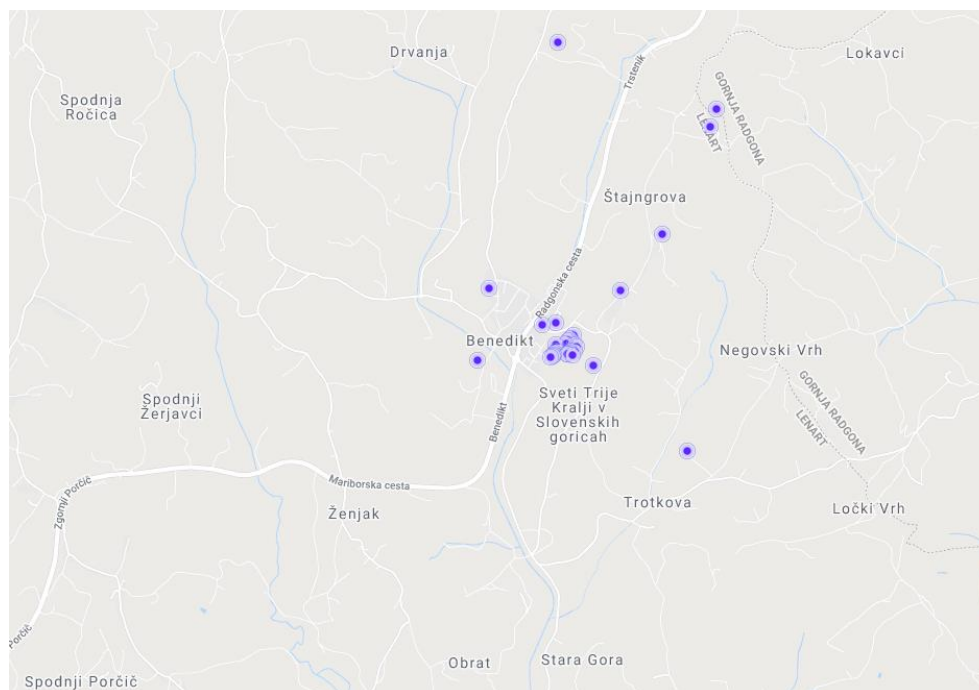 Drvanja
Lokavci
Spodnja
Ročica
Trstenik
GORNJA RADGONA
LENART
Štajngrova
Radgonska cesta
Benedikt
Negovski Vrh
Sveti Trije
Kralji v
Slovenskih
goricah
Spodnji
Žerjavci
Benedikt
GORNJA RADGONA
LENART
Mariborska cesta
Zgornji Porčič
Ženjak
Trotkova
Ločki Vrh
Porčič
Obrat
Stara Gora
Spodnji Porčič